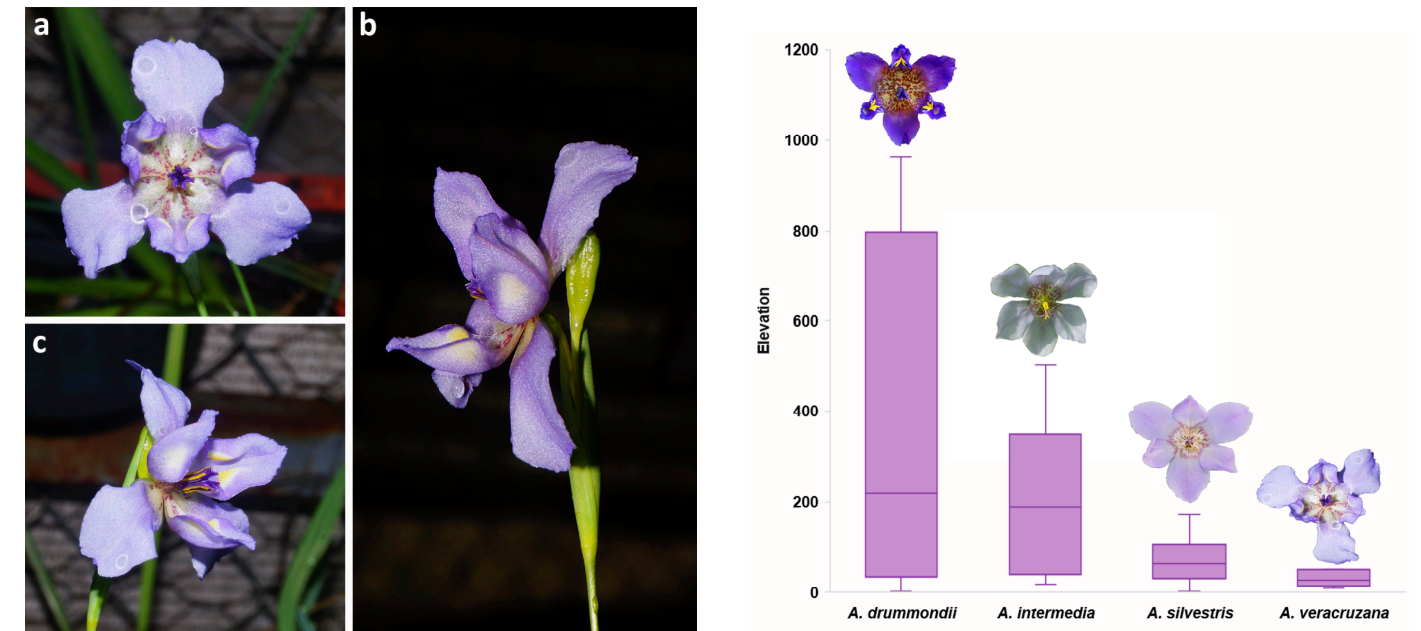 a
b
c
1200
1000
800
600
400
200
0
Elevation
A. drummondii
A. intermedia
A. silvestris
A. veracruzana